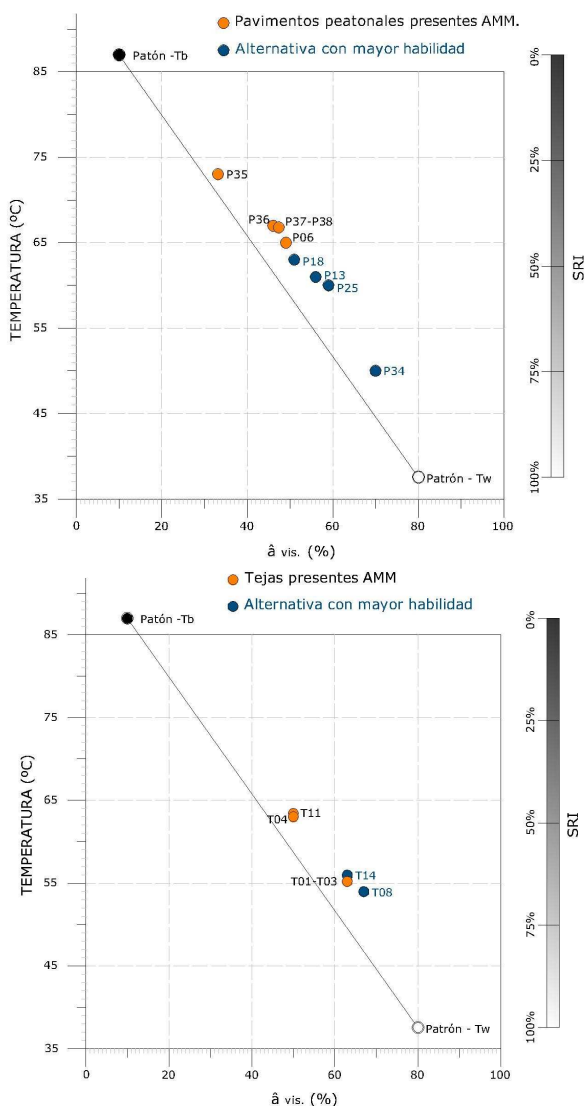 Pavimentos peatonales presentes AMM.
Alternativa con mayor habilidad
Patón -Tb
85
75
65
55
45
35
TEMPERATURA (ºC)
P35
P36
P37-P38
P06
P18
P13
P25
P34
Patrón - Tw
0
20
40
60
80
100
â vis. (%)
0%
25%
50%
75%
100%
SRI
Tejas presentes AMM
Alternativa con mayor habilidad
Patón -Tb
85
75
65
55
45
35
TEMPERATURA (ºC)
T11
T04
T01-T03
T14
T08
Patrón - Tw
0
20
40
60
80
100
â vis. (%)
0%
25%
50%
75%
100%
SRI